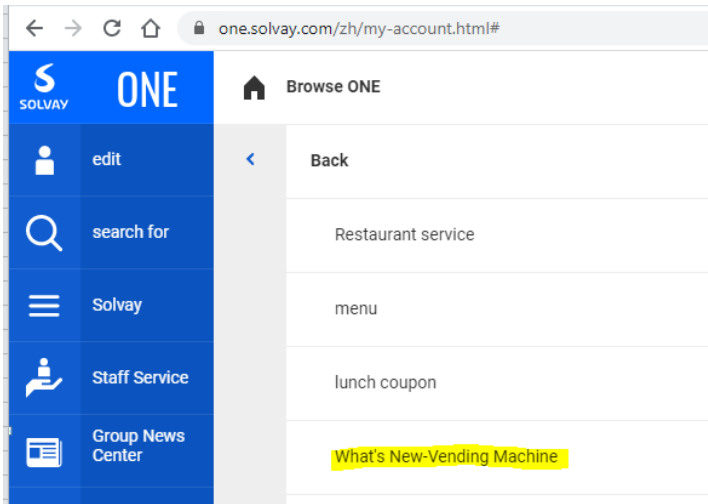 one.solvay.com/zh/my-account.html#
SOLVAY
ONE
Browse ONE
edit
Back
search for
Restaurant service
Solvay
menu
Staff Service
lunch coupon
Group News
Center
What's New-Vending Machine